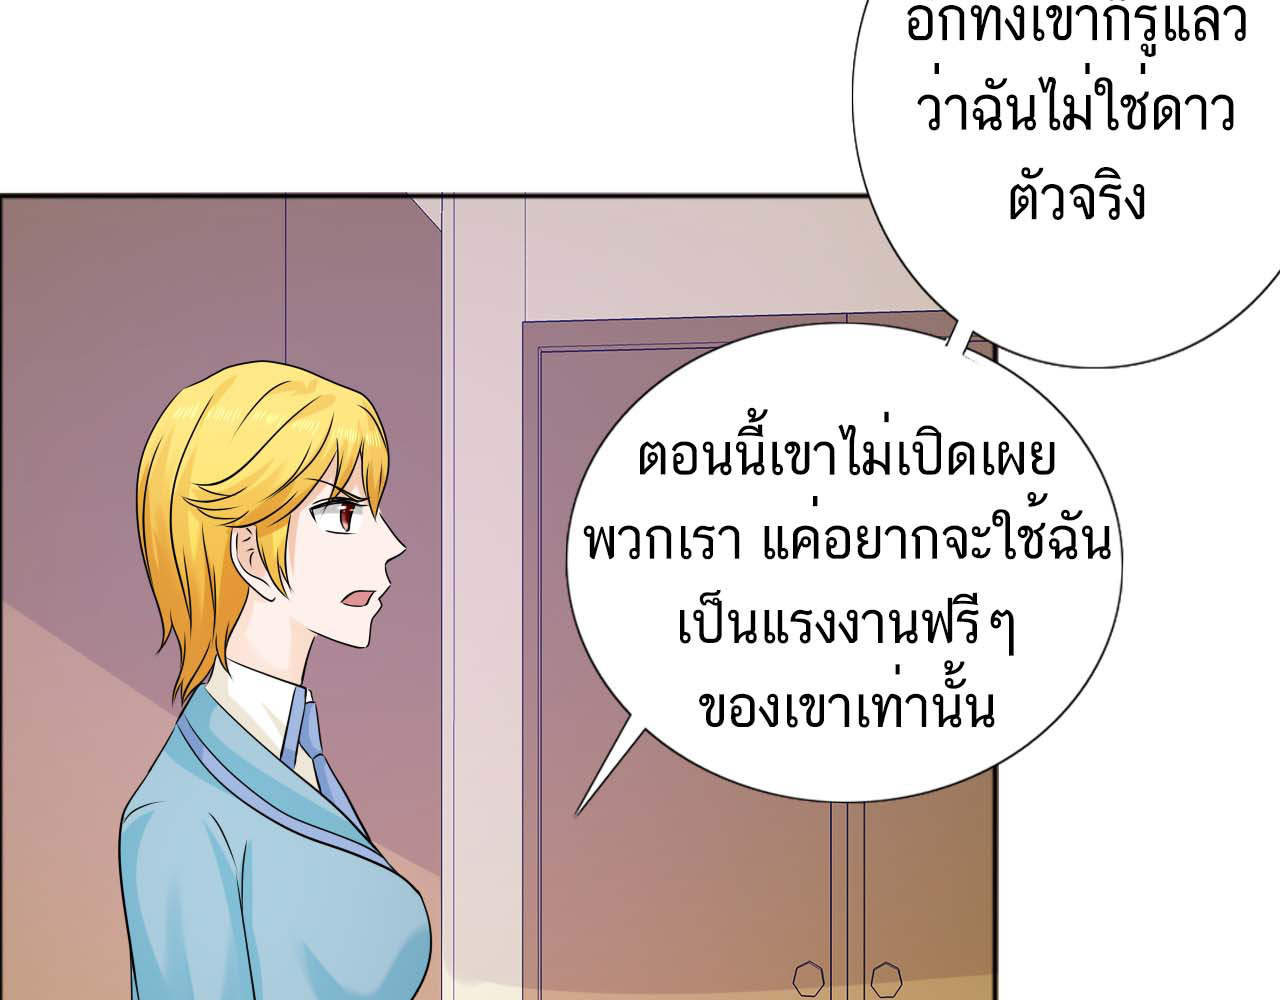 อีกทั้งเขาก็รู้แล้ว
ว่าฉันไม่ใช่ดาว
ตัวจริง
ตอนนี้เขาไม่เปิดเผย
พวกเรา แค่อยากจะใช้ฉัน
เป็นแรงงานฟรีๆ
ของเขาเท่านั้น